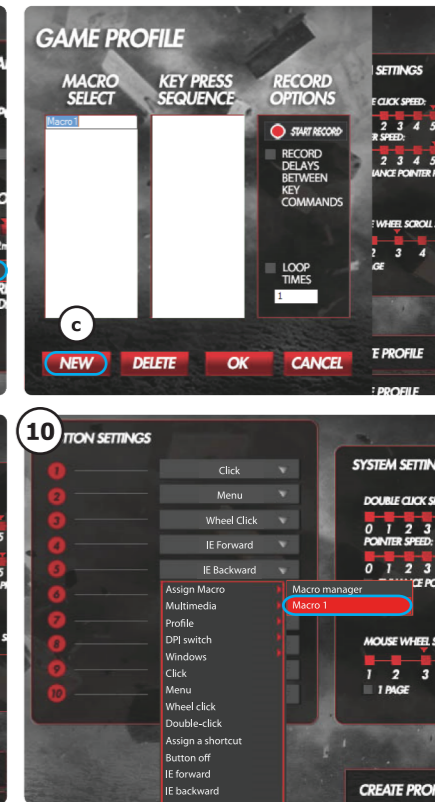 GAME PROFILE
MACRO SELECT
KEY PRESS SEQUENCE
RECORD OPTIONS
Macro1
START RECORD
RECORD
DELAYS
BETWEEN
KEY
COMMANDS
LOOP
TIMES
1
c
NEW
DELETE
OK
CANCEL
SETTINGS
CLICK SPEED:
2 3 4 5
SPEED:
2 3 4 5
POINTER
WHEEL SCROLL
2 3 4
PROFILE
PROFILE
10
TTON SETTINGS
1 Click
2 Menu
3 Wheel Click
4 IE Forward
5 IE Backward
6
7
8
9
10
Assign Macro
Multimedia
Profile
DPJ switch
Windows
Click
Menu
Wheel click
Double-click
Assign a shortcut
Button off
IE forward
IE backward
Macro manager
Macro 1
SYSTEM SETTIN
DOUBLE CLICK S
0 1 2 3
POINTER SPEED:
0 1 2 3
MOUSE WHEEL S
1 2 3
1 PAGE
CREATE PROF